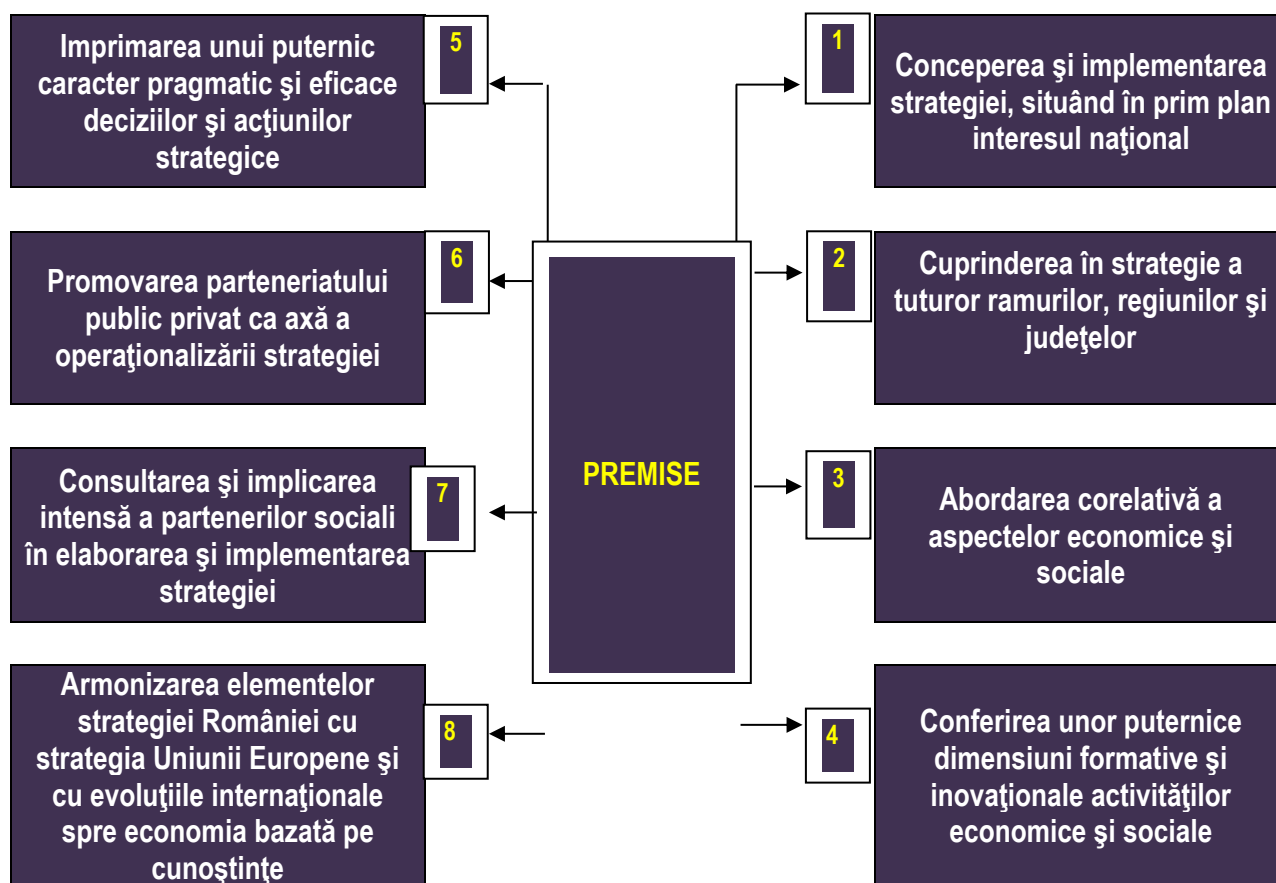 5
Imprimarea unui puternic
caracter pragmatic şi eficace
deciziilor şi acţiunilor
strategice
1
Conceperea şi implementarea
strategiei, situând în prim plan
interesul naţional
6
Promovarea parteneriatului
public privat ca axă a
operaţionalizării strategiei
2
Cuprinderea în strategie a
tuturor ramurilor, regiunilor şi
judeţelor
PREMISE
7
Consultarea şi implicarea
intensă a partenerilor sociali
în elaborarea şi implementarea
strategiei
3
Abordarea corelativă a
aspectelor economice şi
sociale
8
Armonizarea elementelor
strategiei României cu
strategia Uniunii Europene şi
cu evoluţiile internaţionale
spre economia bazată pe
cunoştinţe
4
Conferirea unor puternice
dimensiuni formative şi
inovaţionale activităţilor
economice şi sociale